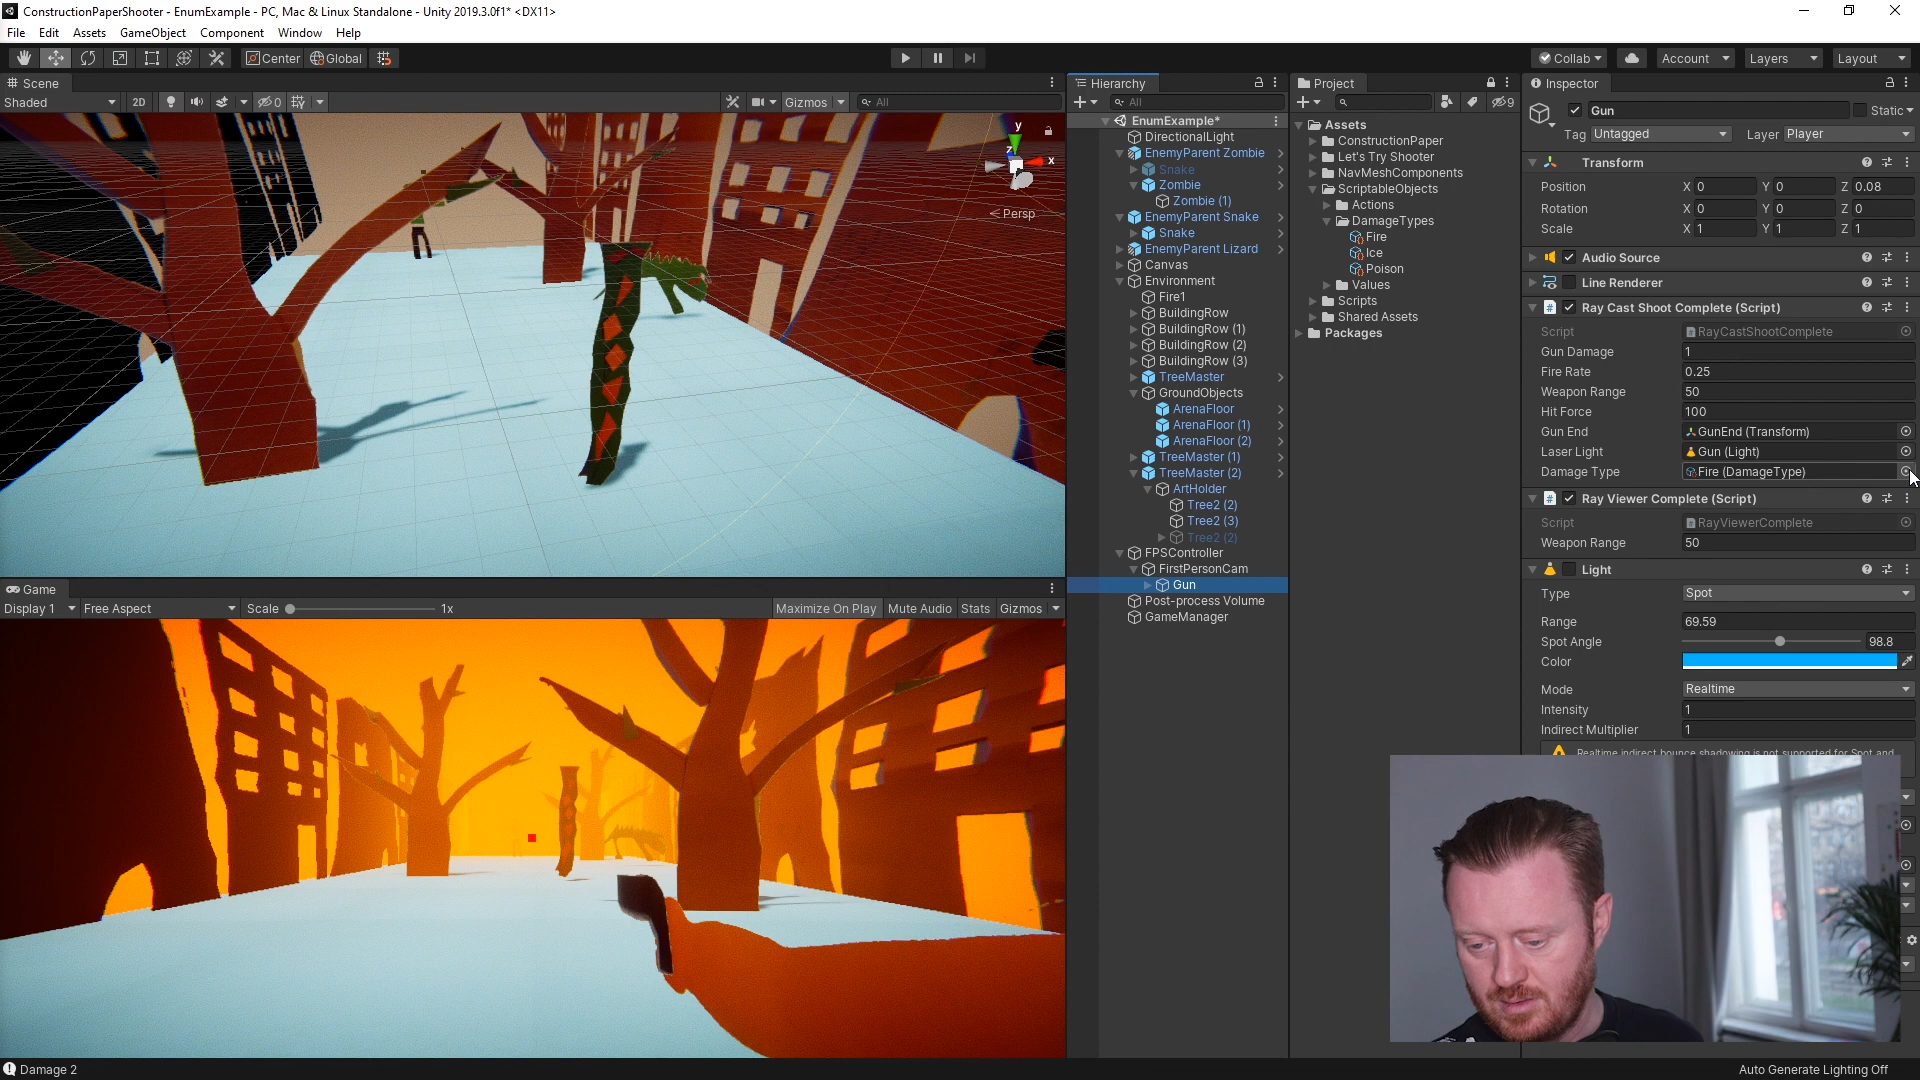 ConstructionPaperShooter - EnumExample - PC, Mac & Linux Standalone - Unity 2019.3.0f1* <DX11>
File Edit Assets GameObject Component Window Help
Center Global Collab Account Layers Layout
Scene
Shaded 2D 0 Gizmos All
y
x
z
Persp
Game
Display 1 Free Aspect Scale 1x Maximize On Play Mute Audio Stats Gizmos
Hierarchy
All
EnumExample*
DirectionalLight
EnemyParent Zombie
Snake
Zombie
Zombie (1)
EnemyParent Snake
Snake
EnemyParent Lizard
Canvas
Environment
Fire1
BuildingRow
BuildingRow (1)
BuildingRow (2)
BuildingRow (3)
TreeMaster
GroundObjects
ArenaFloor
ArenaFloor (1)
ArenaFloor (2)
TreeMaster (1)
TreeMaster (2)
ArtHolder
Tree2 (2)
Tree2 (3)
Tree2 (2)
FPSController
FirstPersonCam
Gun
Post-process Volume
GameManager
Project
9
Assets
ConstructionPaper
Let's Try Shooter
NavMeshComponents
ScriptableObjects
Actions
DamageTypes
Fire
Ice
Poison
Values
Scripts
Shared Assets
Packages
Inspector
Gun Static
Tag Untagged Layer Player
Transform
Position X 0 Y 0 Z 0.08
Rotation X 0 Y 0 Z 0
Scale X 1 Y 1 Z 1
Audio Source
Line Renderer
Ray Cast Shoot Complete (Script)
Script RayCastShootComplete
Gun Damage 1
Fire Rate 0.25
Weapon Range 50
Hit Force 100
Gun End GunEnd (Transform)
Laser Light Gun (Light)
Damage Type Fire (DamageType)
Ray Viewer Complete (Script)
Script RayViewerComplete
Weapon Range 50
Light
Type Spot
Range 69.59
Spot Angle 98.8
Color
Mode Realtime
Intensity 1
Indirect Multiplier 1
Realtime indirect bounce shadowing is not supported for Spot and
Damage 2
Auto Generate Lighting Off